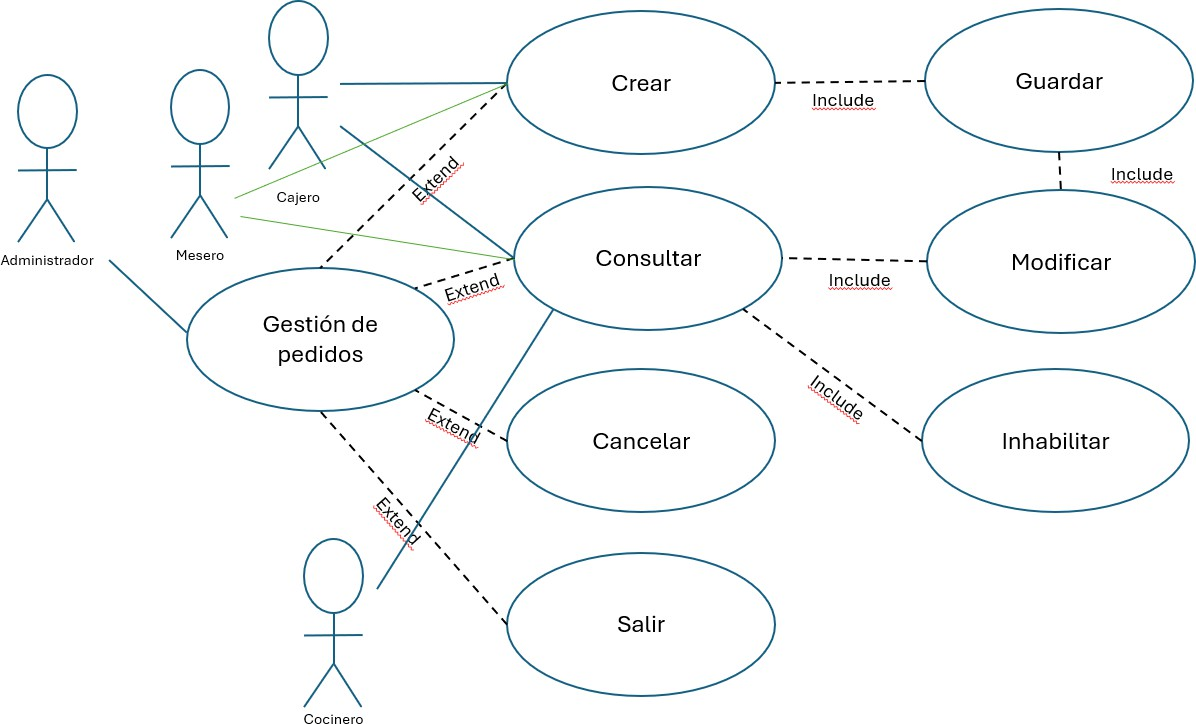 Crear
Guardar
Include
Include
Extend
Cajero
Administrador
Mesero
Consultar
Modificar
Include
Extend
Gestión de
pedidos
Include
Extend
Cancelar
Inhabilitar
Extend
Salir
Cocinero